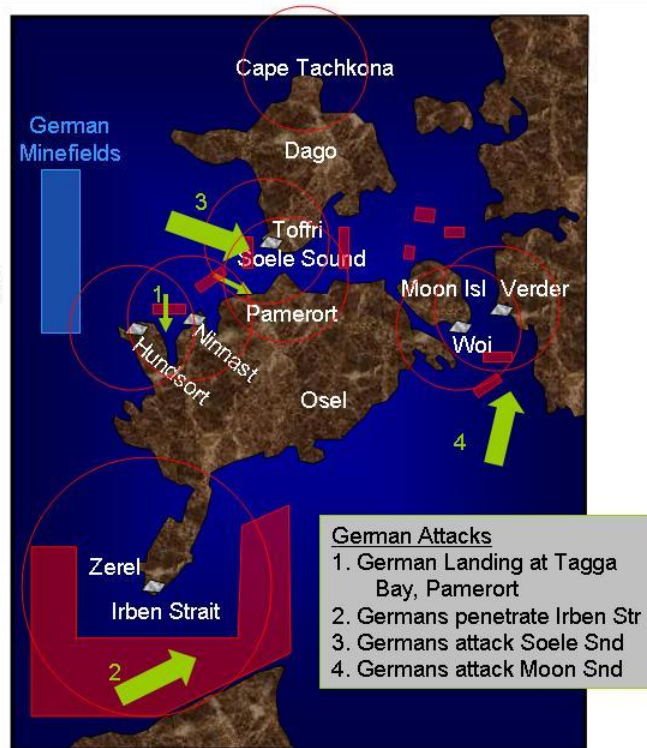 Cape Tachkona
German
Minefields
Dago
3
Toffri
Soele Sound
1
Pamerort
Moon Isl
Verder
Hundsort
Ninnast
Woi
Osel
4
Zerel
Irben Strait
2
German Attacks
1. German Landing at Tagga
Bay, Pamerort
2. Germans penetrate Irben Str
3. Germans attack Soele Snd
4. Germans attack Moon Snd